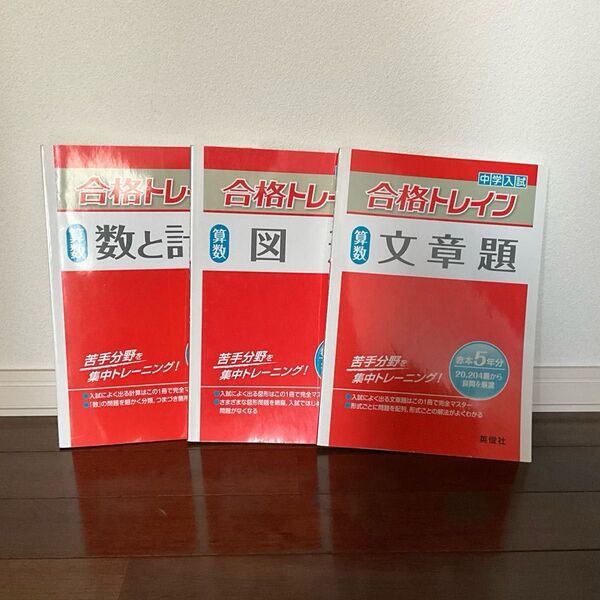 合格トレ
算数
数と計
苦手分野を
集中トレーニング!
●入試によく出る計算はこの1冊で完全マス
●「数」の問題を細かく分類、つまづき箇所
合格トレー
算数
図
苦手分野を
集中トレーニング!
●入試によく出る図形はこの1冊で完全マス
●さまざまな図形問題を網羅、入試ではじめ
問題がなくなる
中学入試
合格トレイン
算数
文章題
苦手分野を
集中トレーニング!
赤本5年分
20,204題から
良問を厳選
●入試によく出る文章題はこの1冊で完全マスター
●形式ごとに問題を配列、形式ごとの解法がよくわかる
英俊社